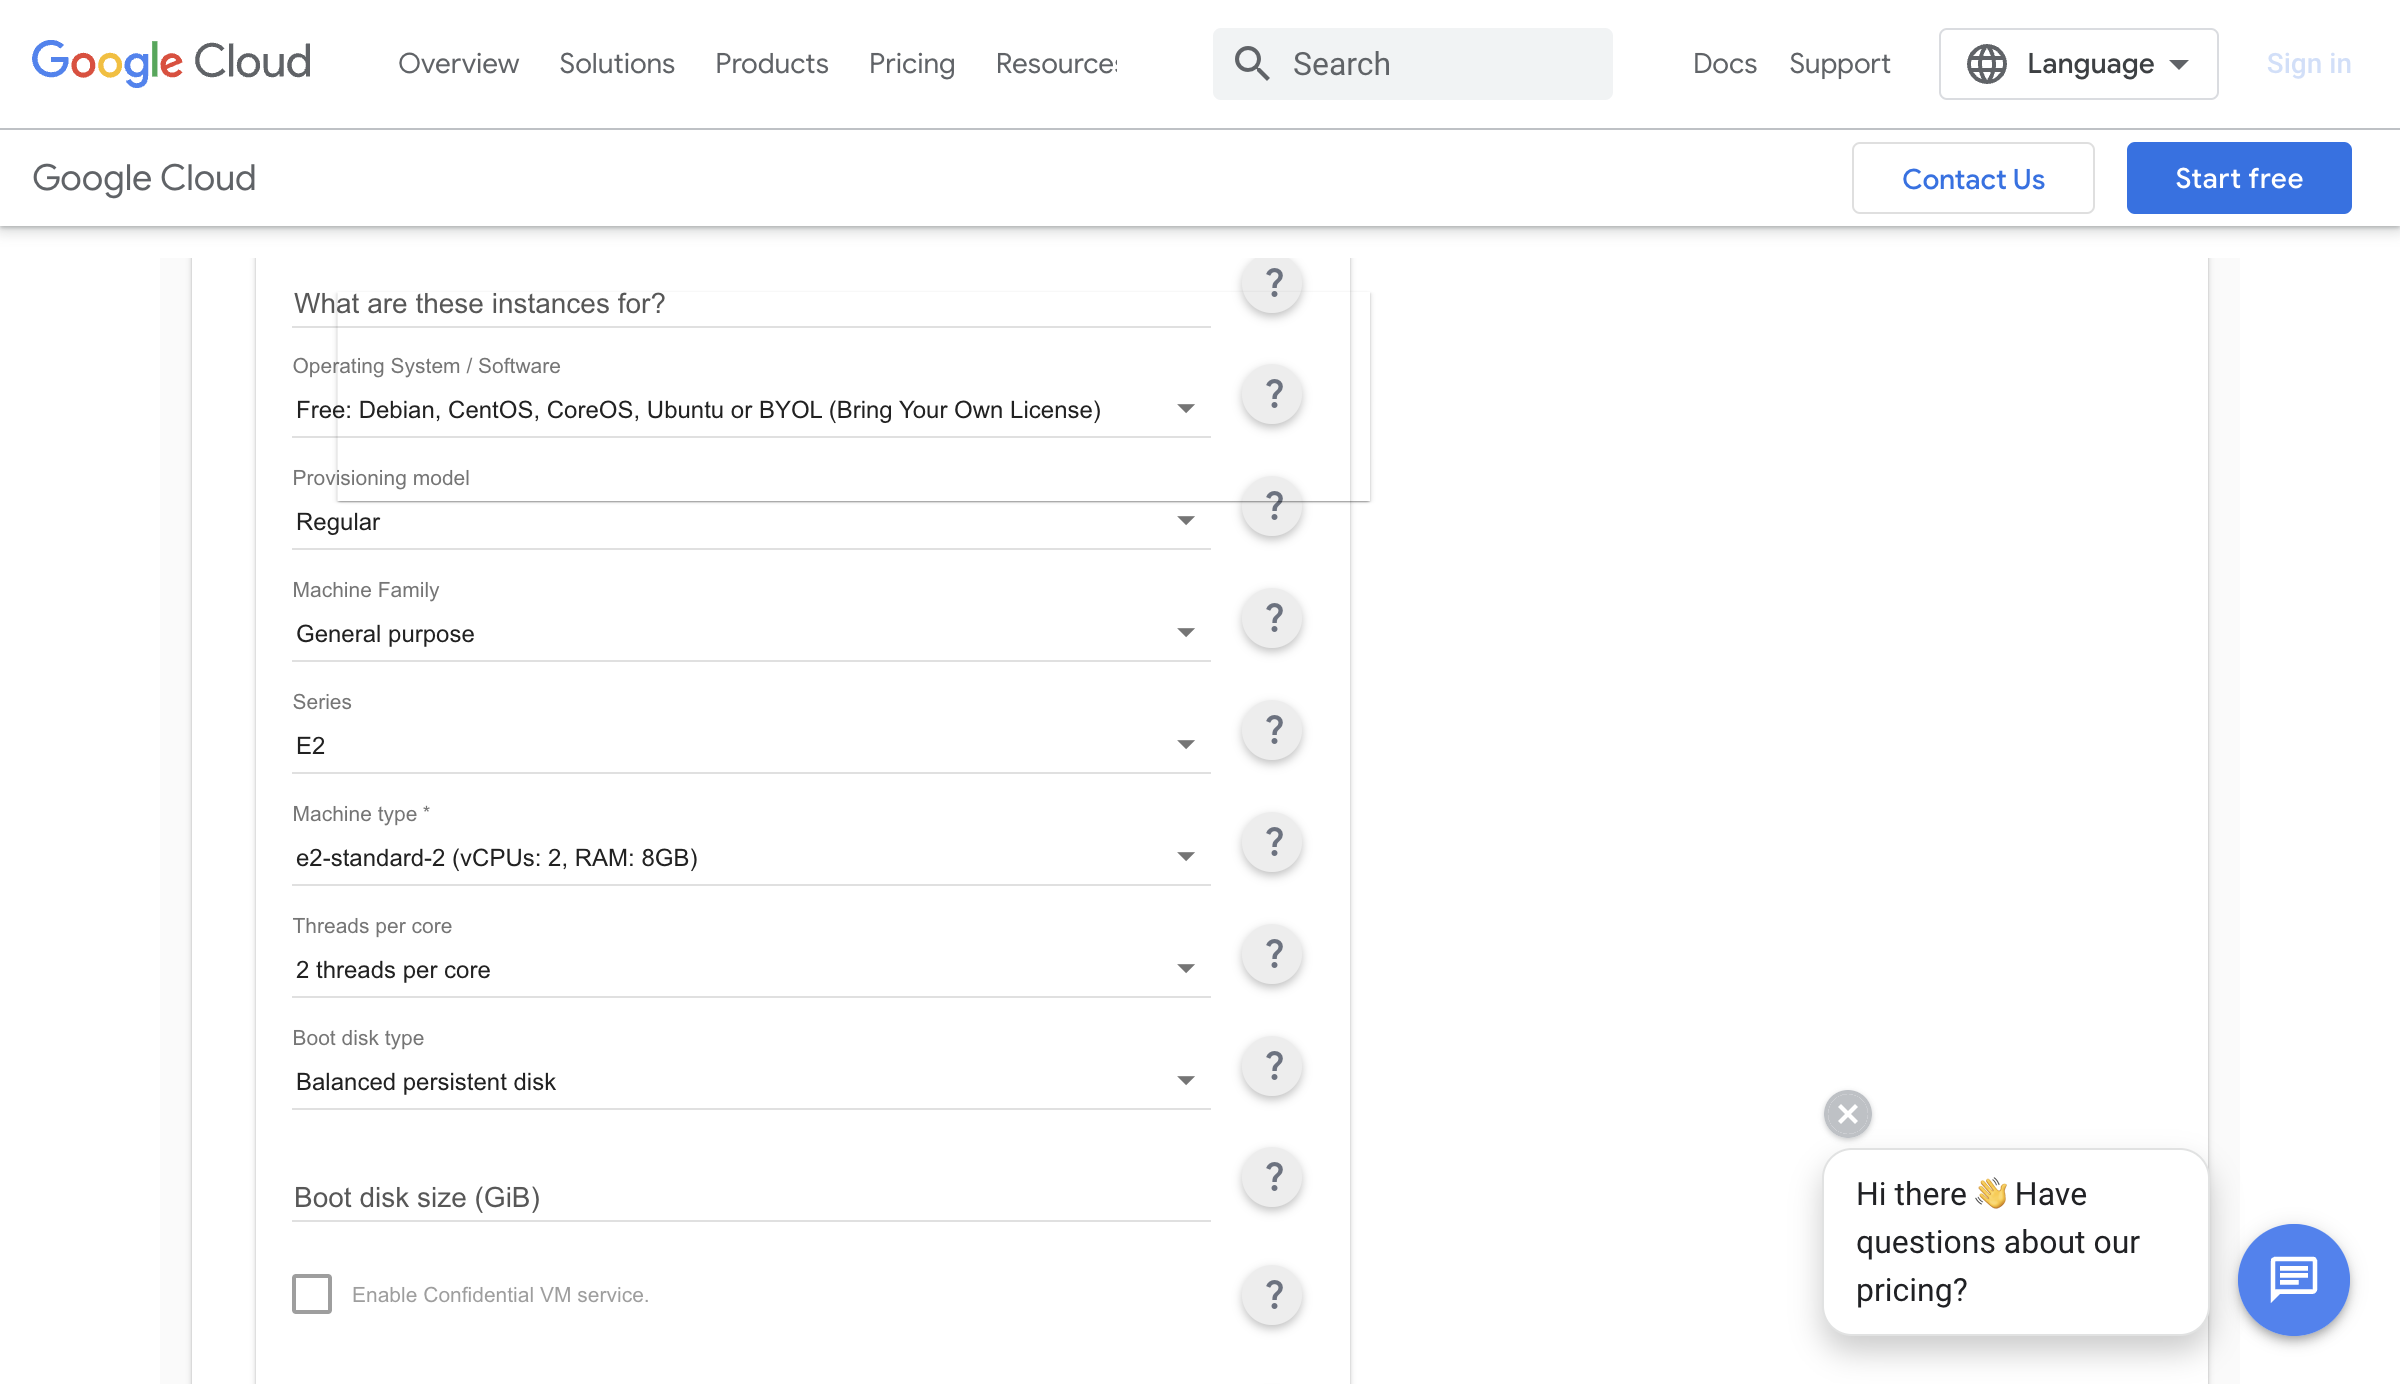 Google Cloud
Overview Solutions Products Pricing Resources
Search
Docs Support Language Sign in
Google Cloud
Contact Us Start free
What are these instances for? ?
Operating System / Software
Free: Debian, CentOS, CoreOS, Ubuntu or BYOL (Bring Your Own License) ?
Provisioning model
Regular ?
Machine Family
General purpose ?
Series
E2 ?
Machine type *
e2-standard-2 (vCPUs: 2, RAM: 8GB) ?
Threads per core
2 threads per core ?
Boot disk type
Balanced persistent disk ?
Boot disk size (GiB) ?
Enable Confidential VM service. ?
Hi there 👋 Have
questions about our
pricing?